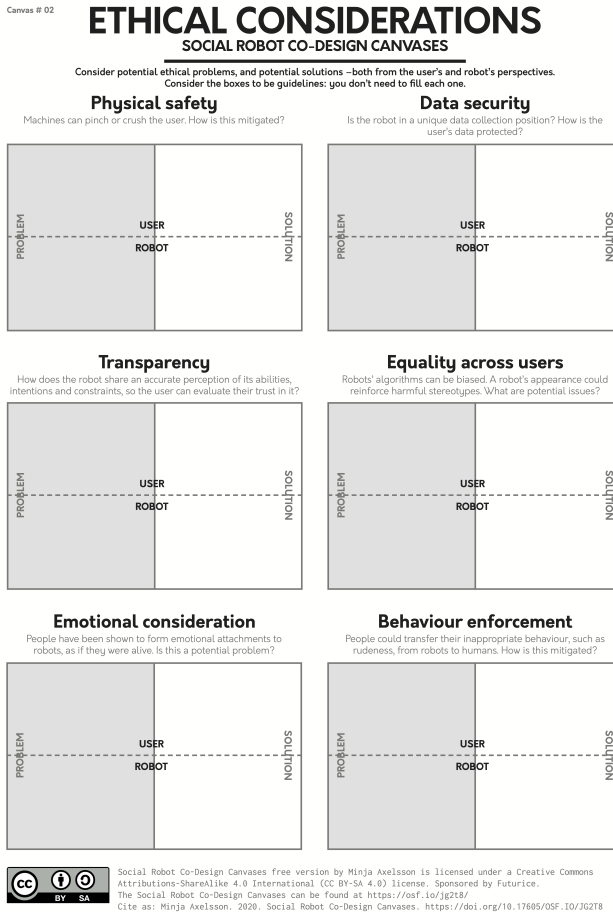 Canvas # 02
ETHICAL CONSIDERATIONS
SOCIAL ROBOT CO-DESIGN CANVASES
Consider potential ethical problems, and potential solutions –both from the user's and robot's perspectives.
Consider the boxes to be guidelines: you don't need to fill each one.
Physical safety
Machines can pinch or crush the user. How is this mitigated?
PROBLEM
USER
ROBOT
SOLUTION
Data security
Is the robot in a unique data collection position? How is the
user's data protected?
PROBLEM
USER
ROBOT
SOLUTION
Transparency
How does the robot share an accurate perception of its abilities,
intentions and constraints, so the user can evaluate their trust in it?
PROBLEM
USER
ROBOT
SOLUTION
Equality across users
Robots' algorithms can be biased. A robot's appearance could
reinforce harmful stereotypes. What are potential issues?
PROBLEM
USER
ROBOT
SOLUTION
Emotional consideration
People have been shown to form emotional attachments to
robots, as if they were alive. Is this a potential problem?
PROBLEM
USER
ROBOT
SOLUTION
Behaviour enforcement
People could transfer their inappropriate behaviour, such as
rudeness, from robots to humans. How is this mitigated?
PROBLEM
USER
ROBOT
SOLUTION
cc
BY SA
Social Robot Co-Design Canvases free version by Minja Axelsson is licensed under a Creative Commons
Attributions-ShareAlike 4.0 International (CC BY-SA 4.0) license. Sponsored by Futurice.
The Social Robot Co-Design Canvases can be found at https://osf.io/jg2t8/
Cite as: Minja Axelsson. 2020. Social Robot Co-Design Canvases. https://doi.org/10.17605/OSF.IO/JG2T8